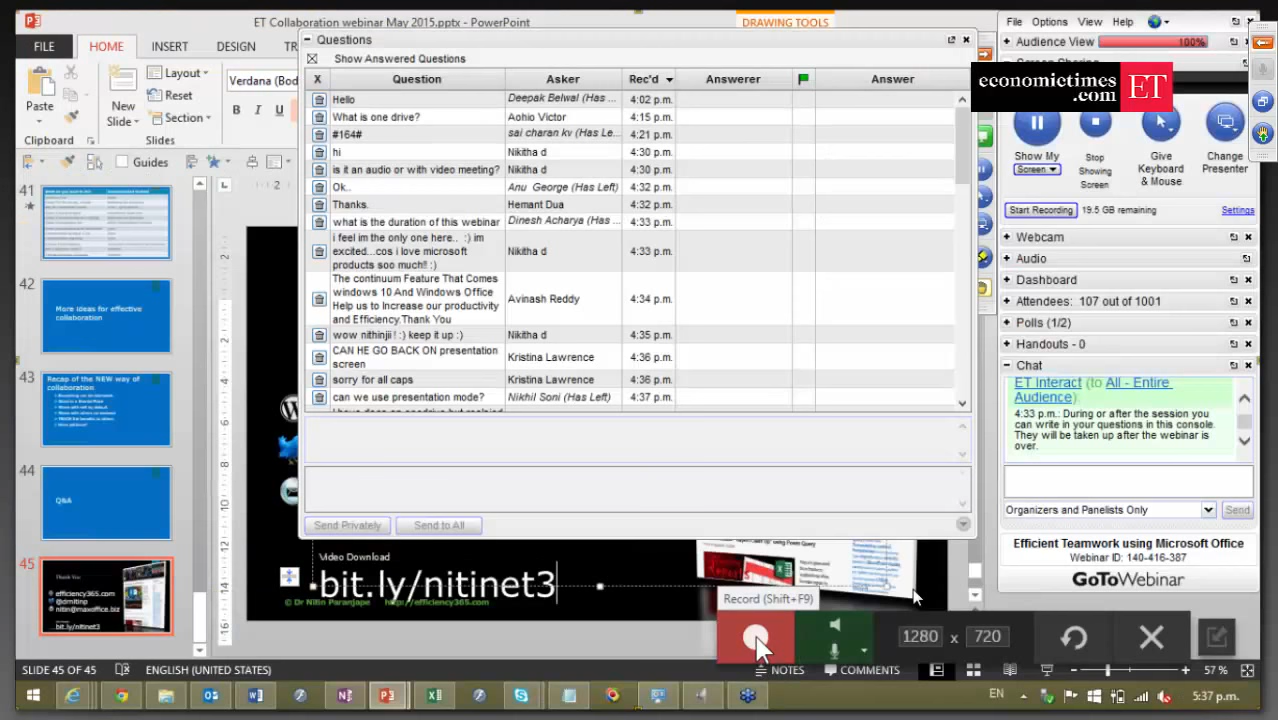 ET Collaboration webinar May 2015.pptx - PowerPoint
DRAWING TOOLS
FILE HOME INSERT DESIGN TR
Paste
New
Slide
Layout
Reset
Section
Clipboard
Slides
Verdana (Bod
B I U
Guides
41
42
More ideas for effective
collaboration
43
Recap of the NEW way of
collaboration
44
Q&A
45
Thank You
efficiency365.com
@drnitinp
nitin@maxoffice.biz
bit.ly/nitinet3
Questions
Show Answered Questions
X Question Asker Rec'd Answerer Answer
Hello Deepak Belwal (Has ... 4:02 p.m.
What is one drive? Aohio Victor 4:15 p.m.
#164# sai charan kv (Has Le... 4:21 p.m.
hi Nikitha d 4:30 p.m.
is it an audio or with video meeting? Nikitha d 4:30 p.m.
Ok.. Anu George (Has Left) 4:32 p.m.
Thanks. Hemant Dua 4:32 p.m.
what is the duration of this webinar Dinesh Acharya (Has ... 4:33 p.m.
i feel im the only one here.. :) im
excited...cos i love microsoft
products soo much!! :) Nikitha d 4:33 p.m.
The continuum Feature That Comes
windows 10 And Windows Office
Help us to Increase our productivity
and Efficiency.Thank You Avinash Reddy 4:34 p.m.
wow nithinjii ! :) keep it up :) Nikitha d 4:35 p.m.
CAN HE GO BACK ON presentation
screen Kristina Lawrence 4:36 p.m.
sorry for all caps Kristina Lawrence 4:36 p.m.
can we use presentation mode? Nikhil Soni (Has Left) 4:37 p.m.
Send Privately Send to All
Video Download
bit.ly/nitinet3
© Dr Nitin Paranjape http://efficiency365.com
Record (Shift+F9)
1280 x 720
File Options View Help
Audience View 100%
economictimes
.com
ET
Show My
Screen
Stop
Showing
Screen
Give
Keyboard
& Mouse
Change
Presenter
Start Recording 19.5 GB remaining Settings
Webcam
Audio
Dashboard
Attendees: 107 out of 1001
Polls (1/2)
Handouts - 0
Chat
ET Interact (to All - Entire
Audience):
4:33 p.m.: During or after the session you
can write in your questions in this console.
They will be taken up after the webinar is
over.
Organizers and Panelists Only Send
Efficient Teamwork using Microsoft Office
Webinar ID: 140-416-387
GoToWebinar
SLIDE 45 OF 45 ENGLISH (UNITED STATES) NOTES COMMENTS 57 %
EN 5:37 p.m.